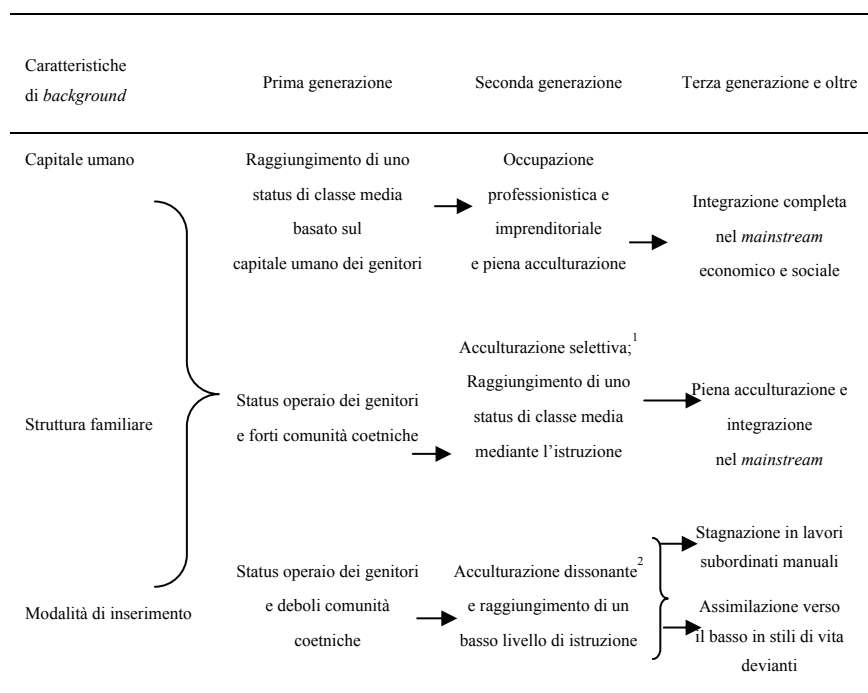 Caratteristiche
di background
Prima generazione
Seconda generazione
Terza generazione e oltre
Capitale umano
Raggiungimento di uno
status di classe media
basato sul
capitale umano dei genitori
Occupazione
professionistica e
imprenditoriale
e piena acculturazione
Integrazione completa
nel mainstream
economico e sociale
Struttura familiare
Status operaio dei genitori
e forti comunità coetniche
Acculturazione selettiva;1
Raggiungimento di uno
status di classe media
mediante l'istruzione
Piena acculturazione e
integrazione
nel mainstream
Modalità di inserimento
Status operaio dei genitori
e deboli comunità
coetniche
Acculturazione dissonante2
e raggiungimento di un
basso livello di istruzione
Stagnazione in lavori
subordinati manuali
Assimilazione verso
il basso in stili di vita
devianti